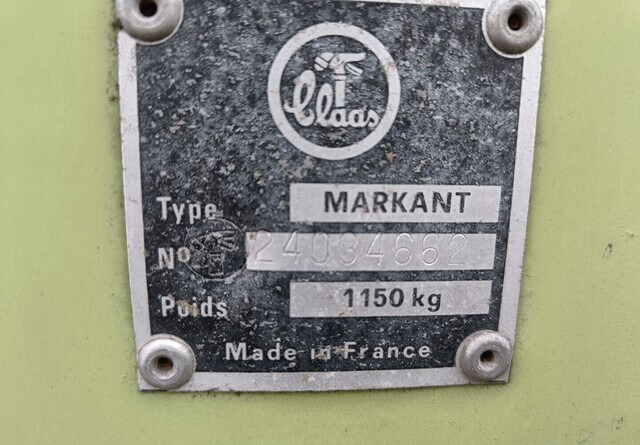 Claas
Type MARKANT
No 24034662
Poids 1150 kg
Made in France